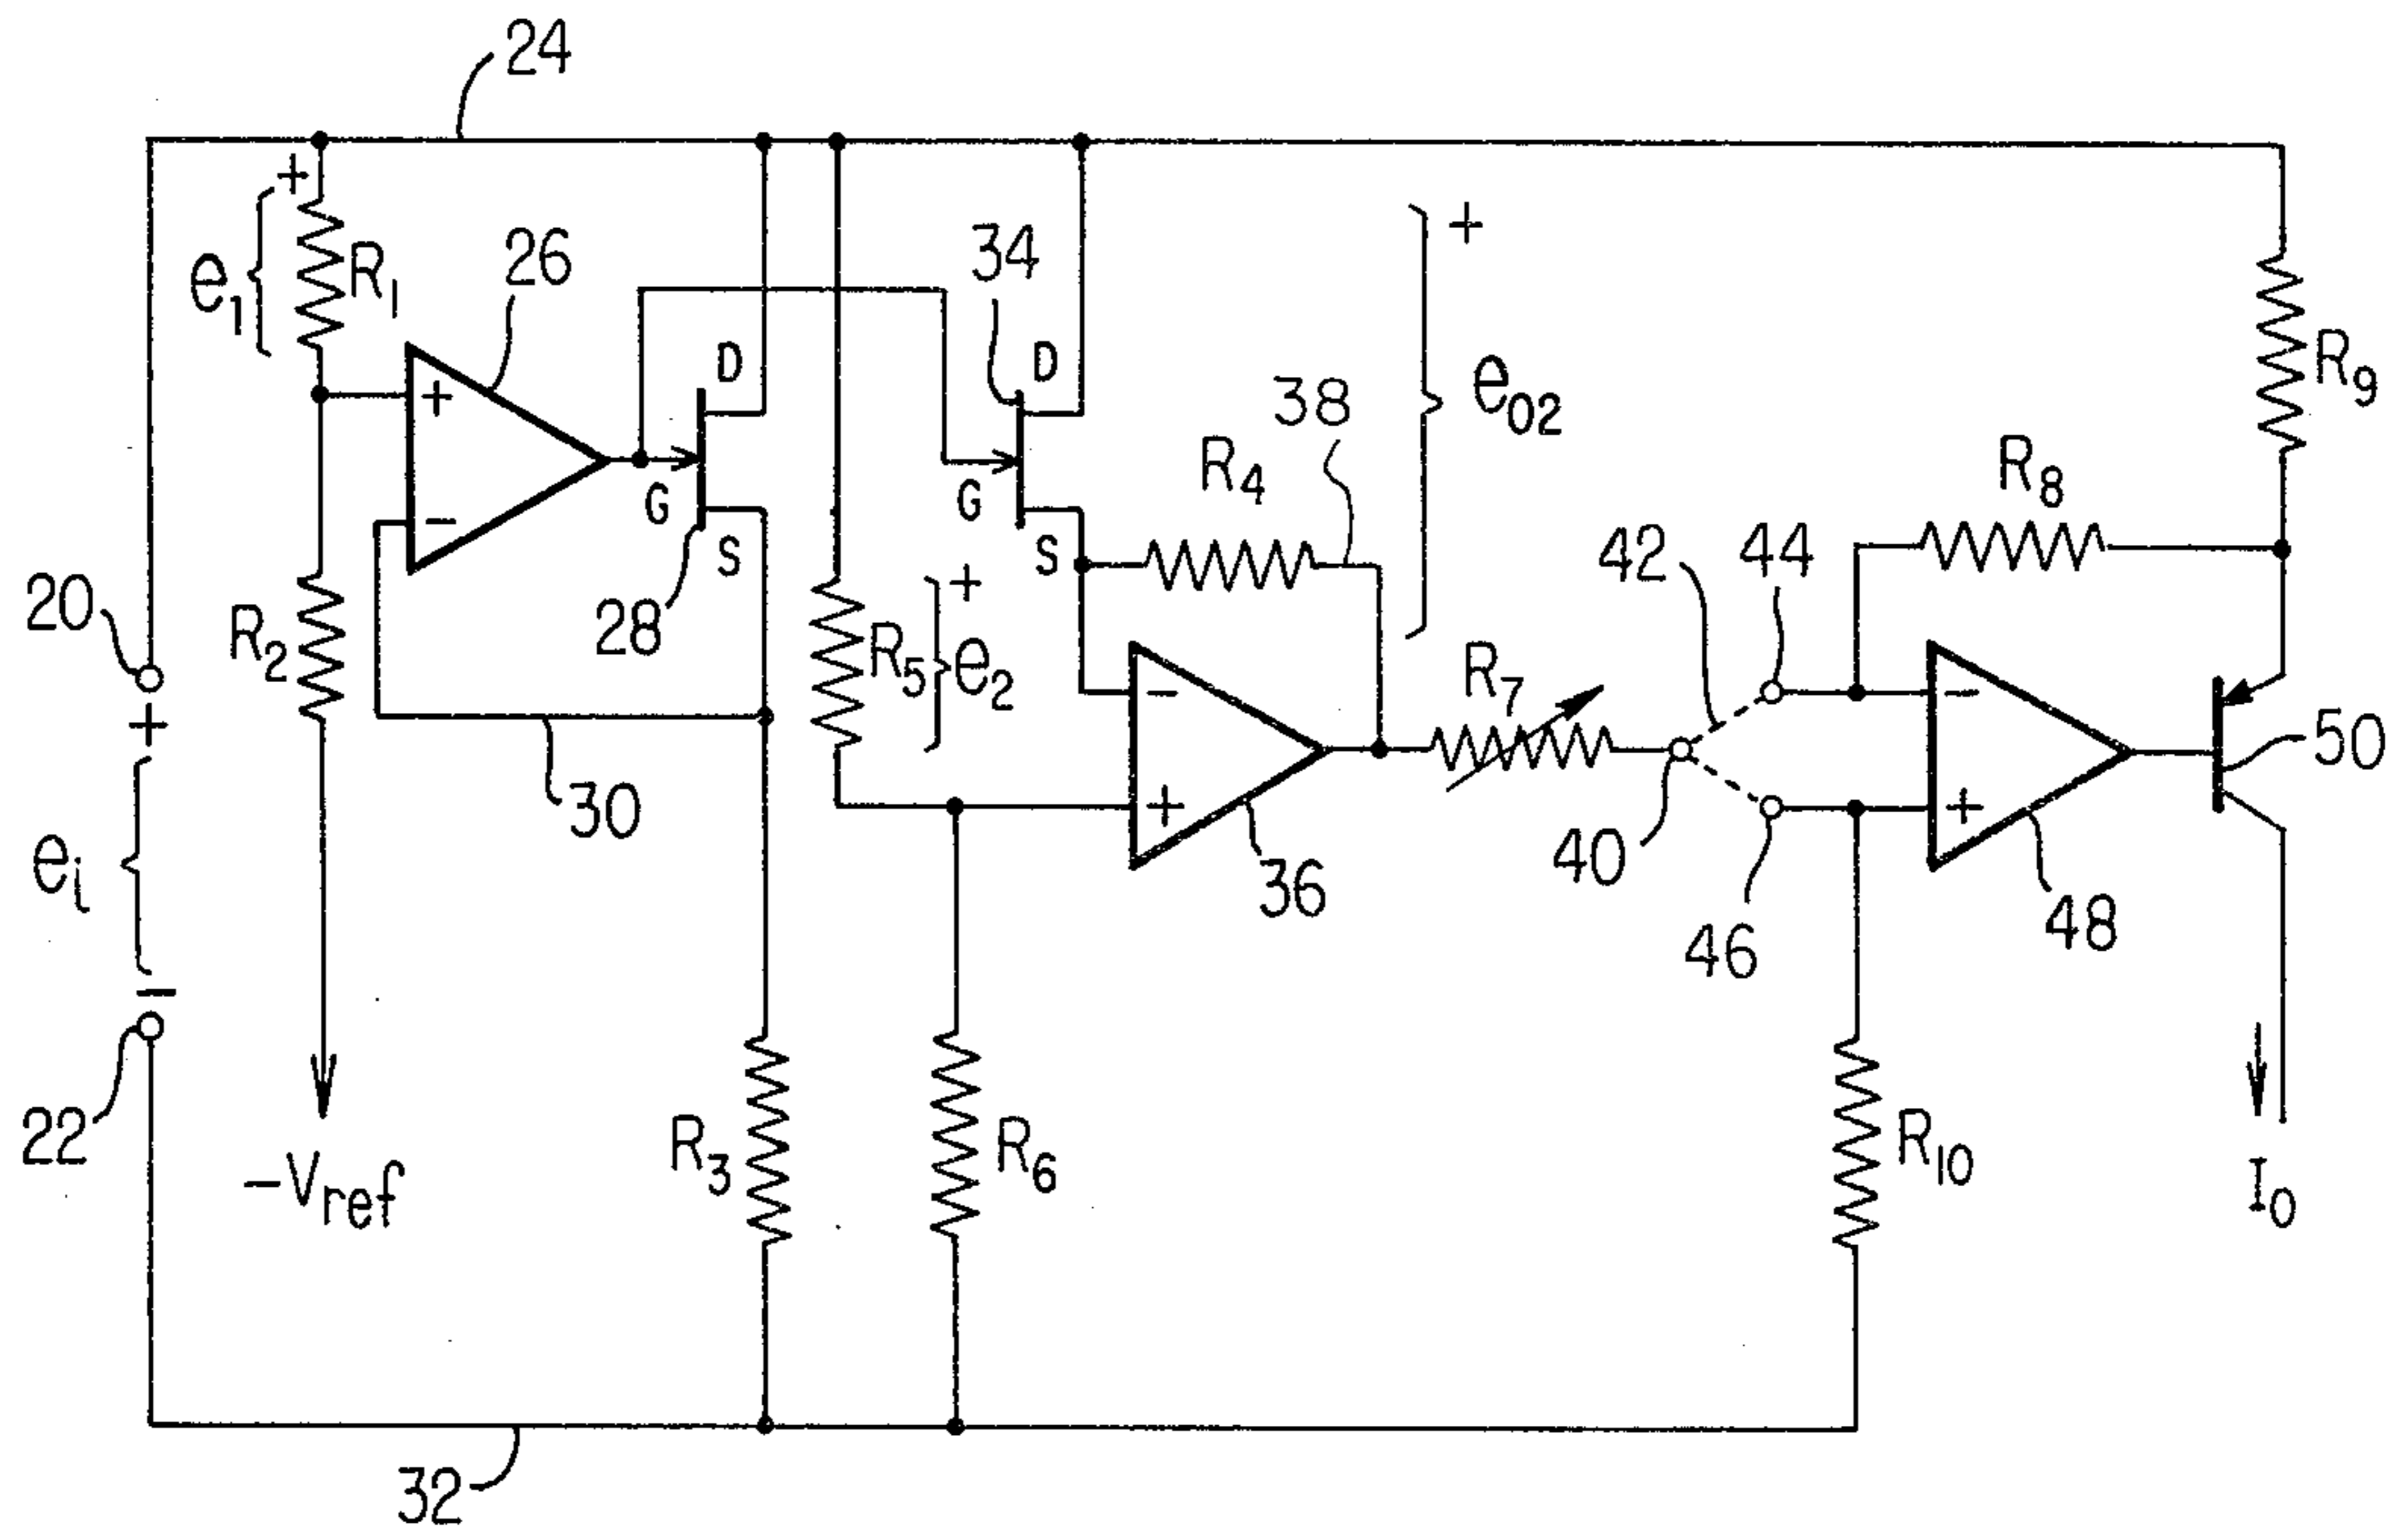 24
+
e1
R1
26
34
D
D
+
e02
38
R9
R4
R8
+
G
G
−
S
S
42
44
20
R2
28
+
R5
e2
R7
−
−
50
+
30
+
36
40
46
+
48
ei
−
22
−Vref
R3
R6
R10
I0
32